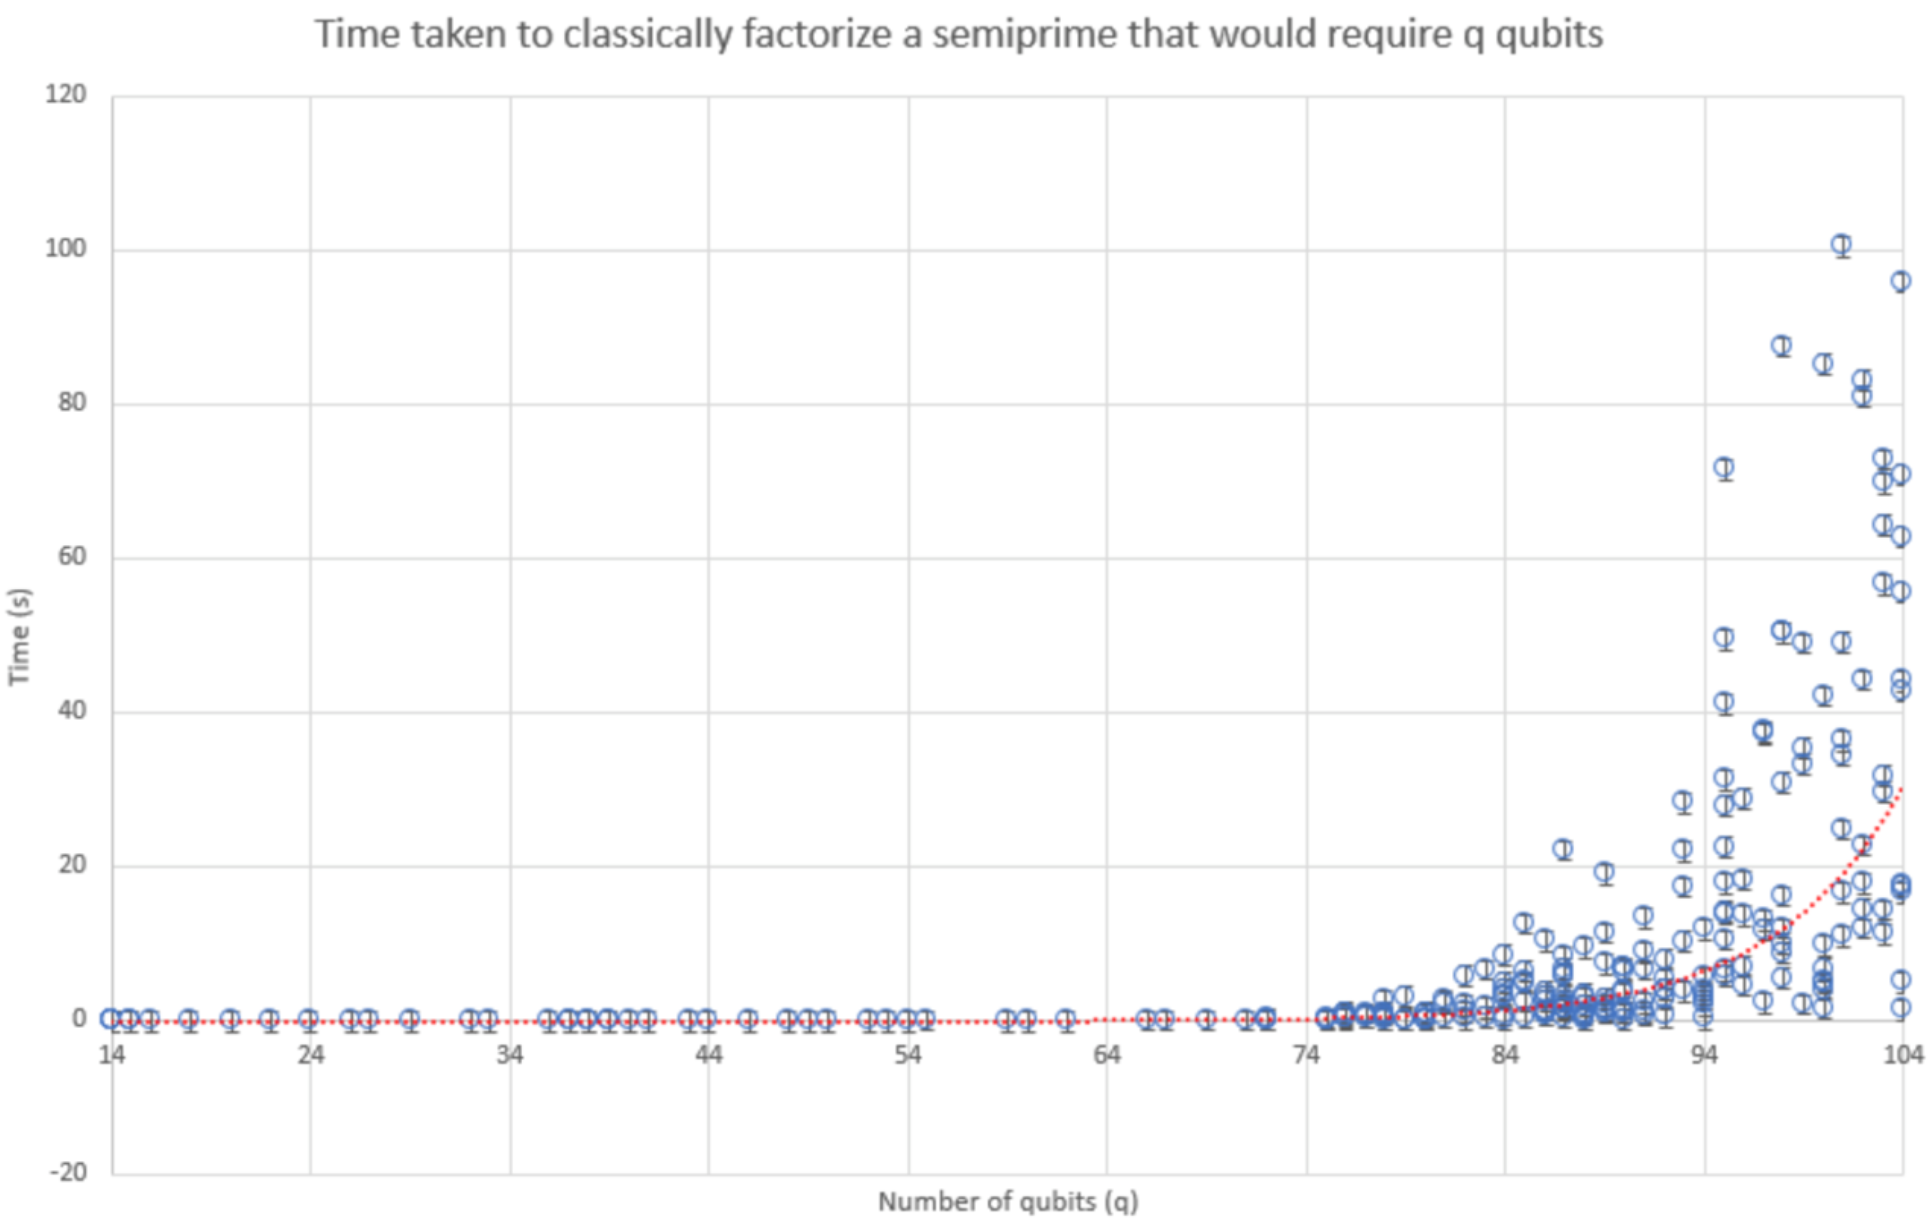 Time taken to classically factorize a semiprime that would require q qubits
120
100
80
60
40
20
0
-20
Time (s)
14 24 34 44 54 64 74 84 94 104
Number of qubits (q)